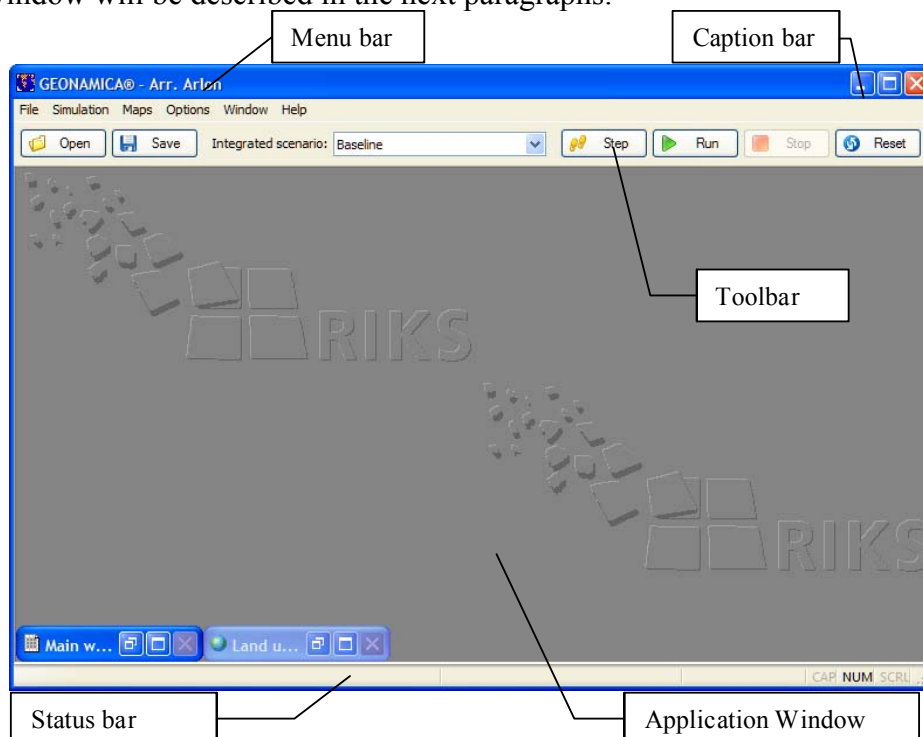 indow will be described in the next paragraphs.
Menu bar
Caption bar
GEONAMICA® - Arr. Arlon
File Simulation Maps Options Window Help
Open Save Integrated scenario: Baseline Step Run Stop Reset
Toolbar
RIKS
RIKS
Main w... Land u...
CAP NUM SCRL
Status bar
Application Window